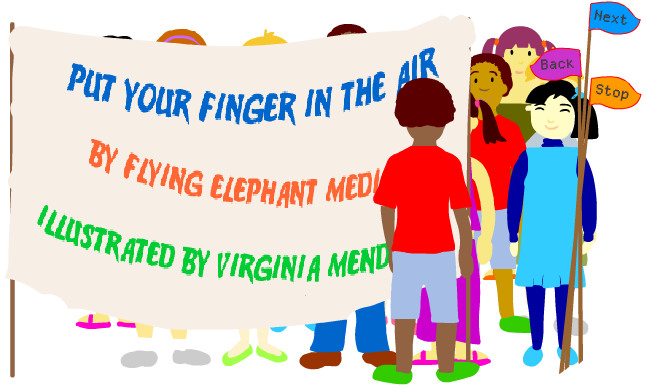 PUT YOUR FINGER IN THE AIR
BY FLYING ELEPHANT MEDI
ILLUSTRATED BY VIRGINIA MEND
Next
Back
Stop